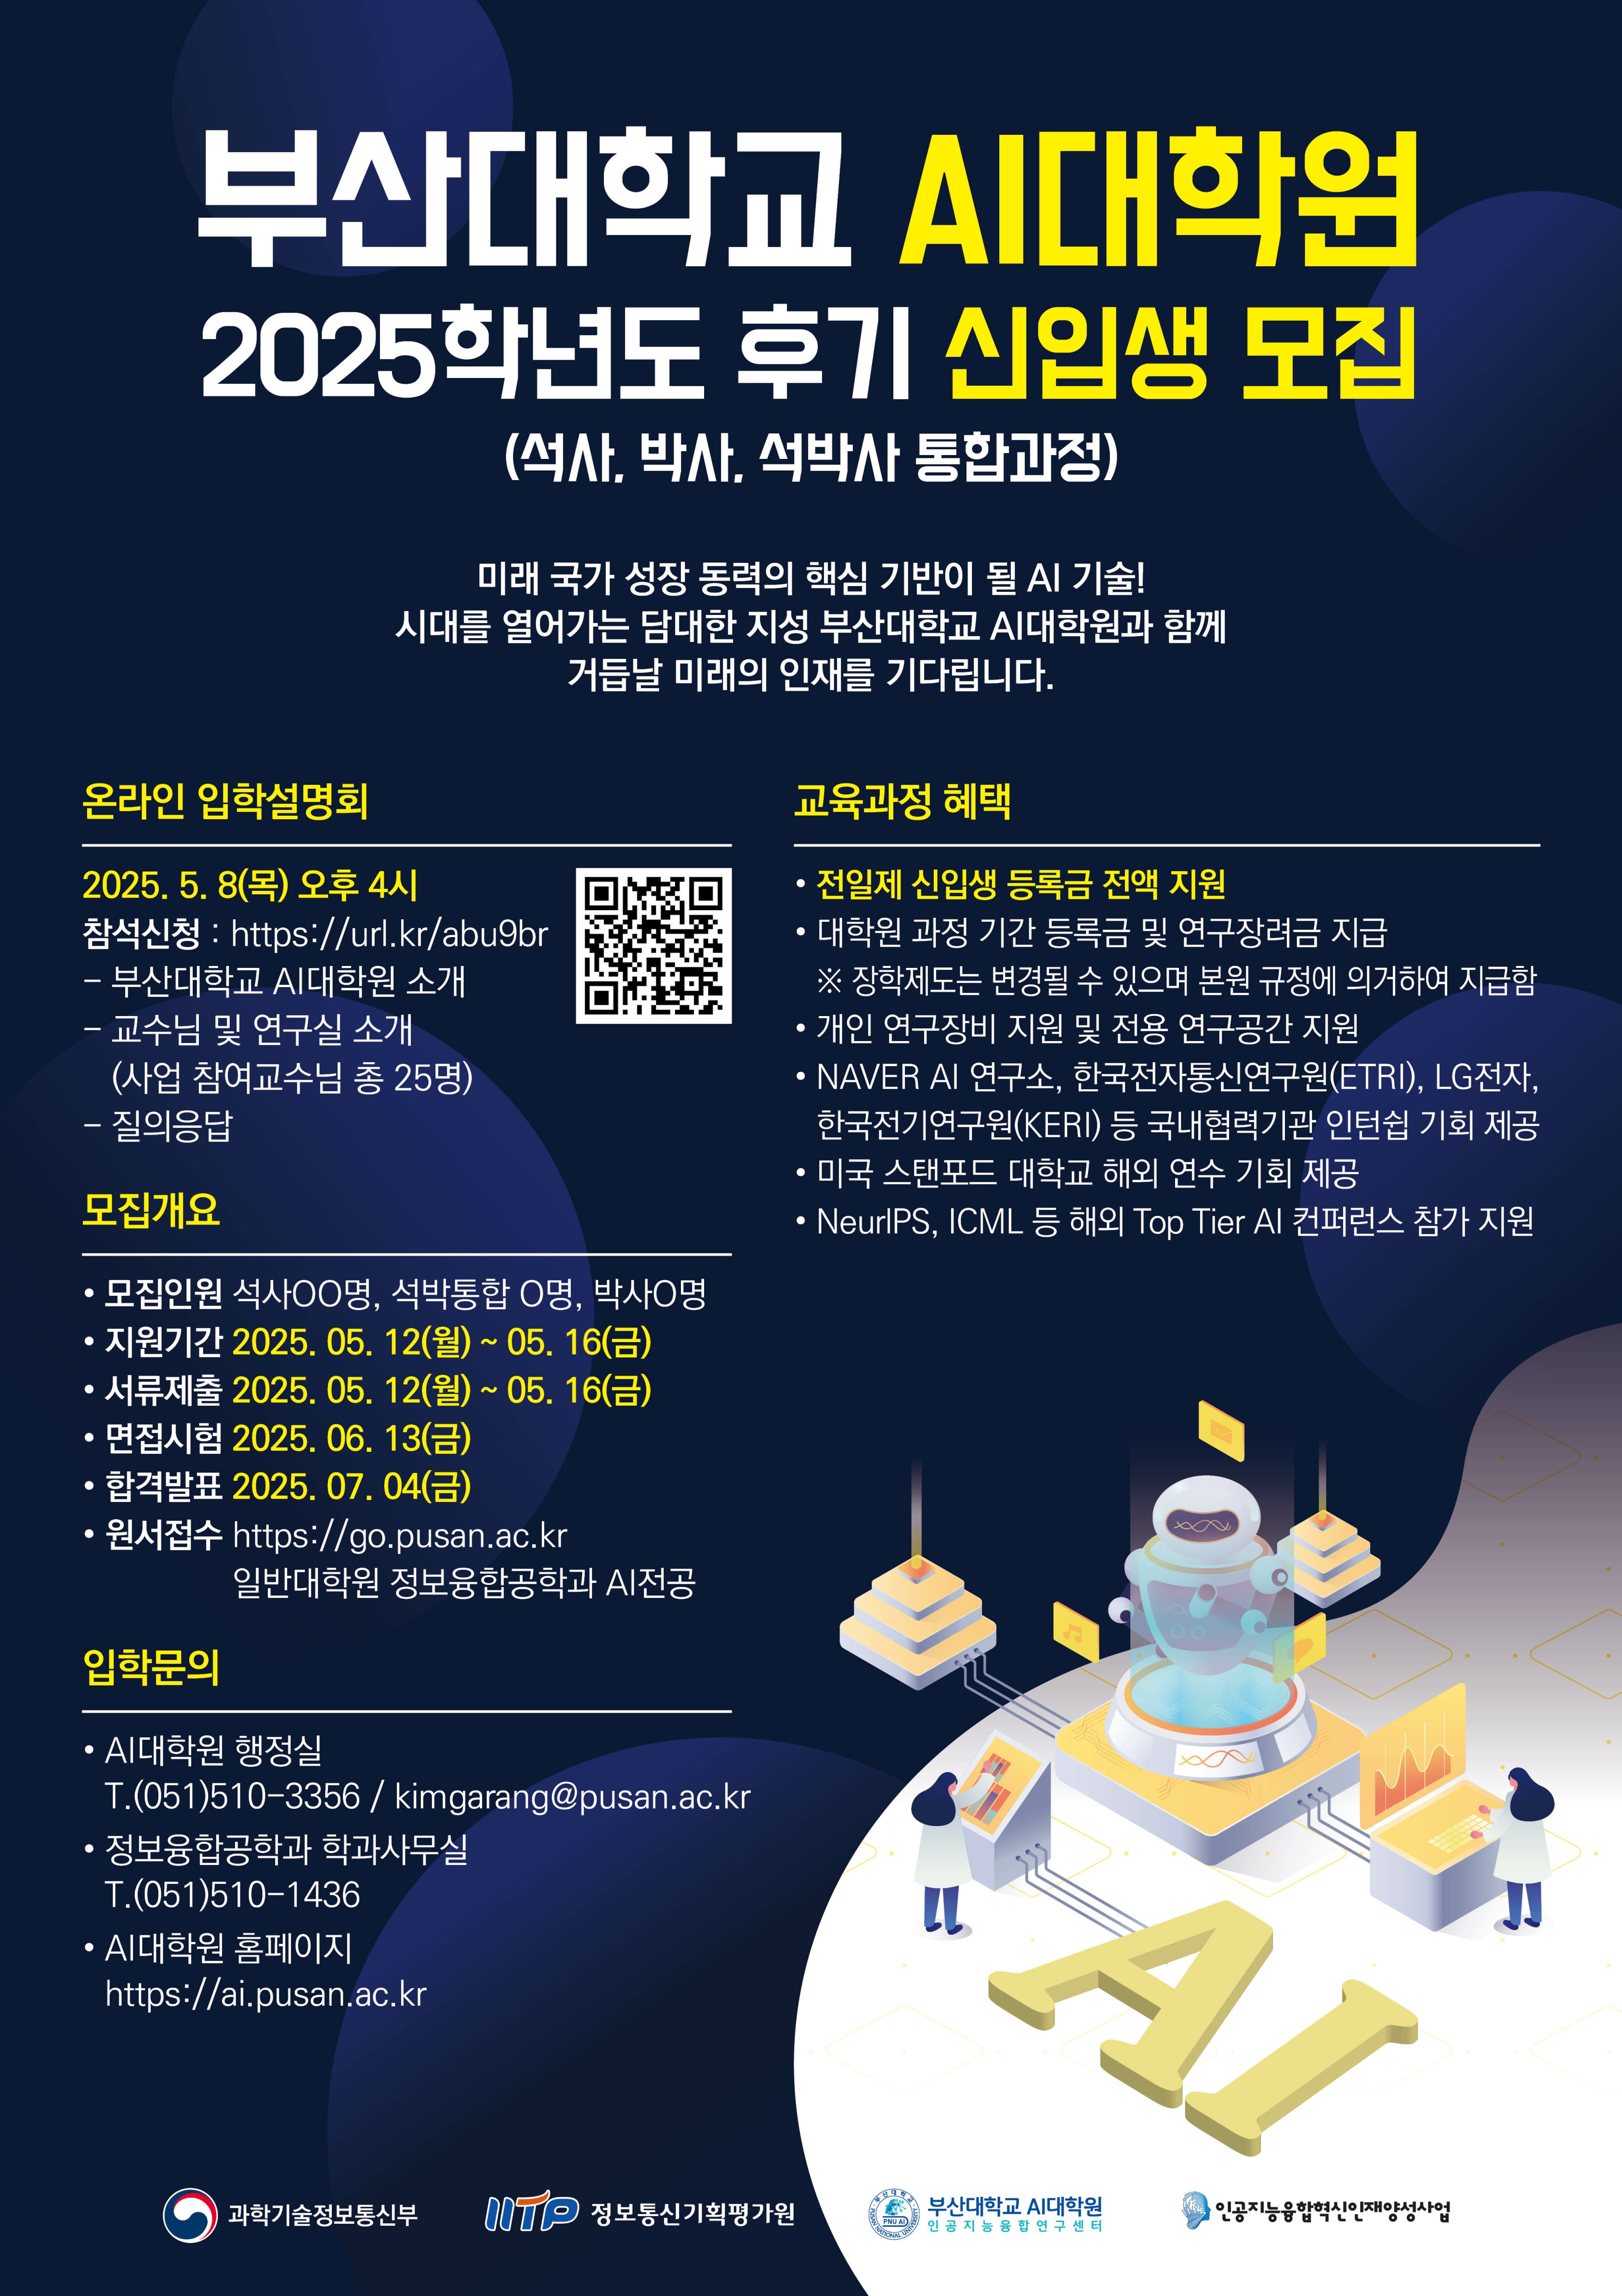 부산대학교 AI대학원
2025학년도 후기 신입생 모집
(석사, 박사, 석박사 통합과정)
미래 국가 성장 동력의 핵심 기반이 될 AI 기술!
시대를 열어가는 담대한 지성 부산대학교 AI대학원과 함께
거듭날 미래의 인재를 기다립니다.
온라인 입학설명회
2025. 5. 8(목) 오후 4시
참석신청 : https://url.kr/abu9br
- 부산대학교 AI대학원 소개
- 교수님 및 연구실 소개
(사업 참여교수님 총 25명)
- 질의응답
모집개요
• 모집인원 석사OO명, 석박통합 O명, 박사O명
• 지원기간 2025. 05. 12(월) ~ 05. 16(금)
• 서류제출 2025. 05. 12(월) ~ 05. 16(금)
• 면접시험 2025. 06. 13(금)
• 합격발표 2025. 07. 04(금)
• 원서접수 https://go.pusan.ac.kr
일반대학원 정보융합공학과 AI전공
입학문의
• AI대학원 행정실
T.(051)510-3356 / kimgarang@pusan.ac.kr
• 정보융합공학과 학과사무실
T.(051)510-1436
• AI대학원 홈페이지
https://ai.pusan.ac.kr
교육과정 혜택
• 전일제 신입생 등록금 전액 지원
• 대학원 과정 기간 등록금 및 연구장려금 지급
※ 장학제도는 변경될 수 있으며 본원 규정에 의거하여 지급함
• 개인 연구장비 지원 및 전용 연구공간 지원
• NAVER AI 연구소, 한국전자통신연구원(ETRI), LG전자,
한국전기연구원(KERI) 등 국내협력기관 인턴쉽 기회 제공
• 미국 스탠포드 대학교 해외 연수 기회 제공
• NeurIPS, ICML 등 해외 Top Tier AI 컨퍼런스 참가 지원
AI
과학기술정보통신부
IITP 정보통신기획평가원
PNU AI
부산대학교 AI대학원
인공지능융합연구센터
인공지능융합혁신인재양성사업